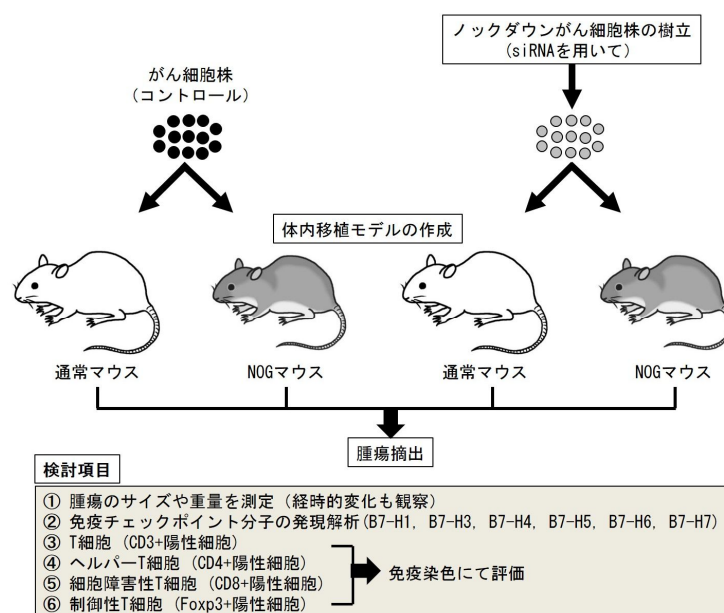 ノックダウンがん細胞株の樹立
(siRNAを用いて)
がん細胞株
(コントロール)
体内移植モデルの作成
通常マウス
NOGマウス
通常マウス
NOGマウス
腫瘍摘出
検討項目
① 腫瘍のサイズや重量を測定(経時的変化も観察)
② 免疫チェックポイント分子の発現解析(B7-H1, B7-H3, B7-H4, B7-H5, B7-H6, B7-H7)
③ T細胞(CD3+陽性細胞)
④ ヘルパーT細胞(CD4+陽性細胞)
⑤ 細胞障害性T細胞(CD8+陽性細胞)
⑥ 制御性T細胞(Foxp3+陽性細胞)
免疫染色にて評価